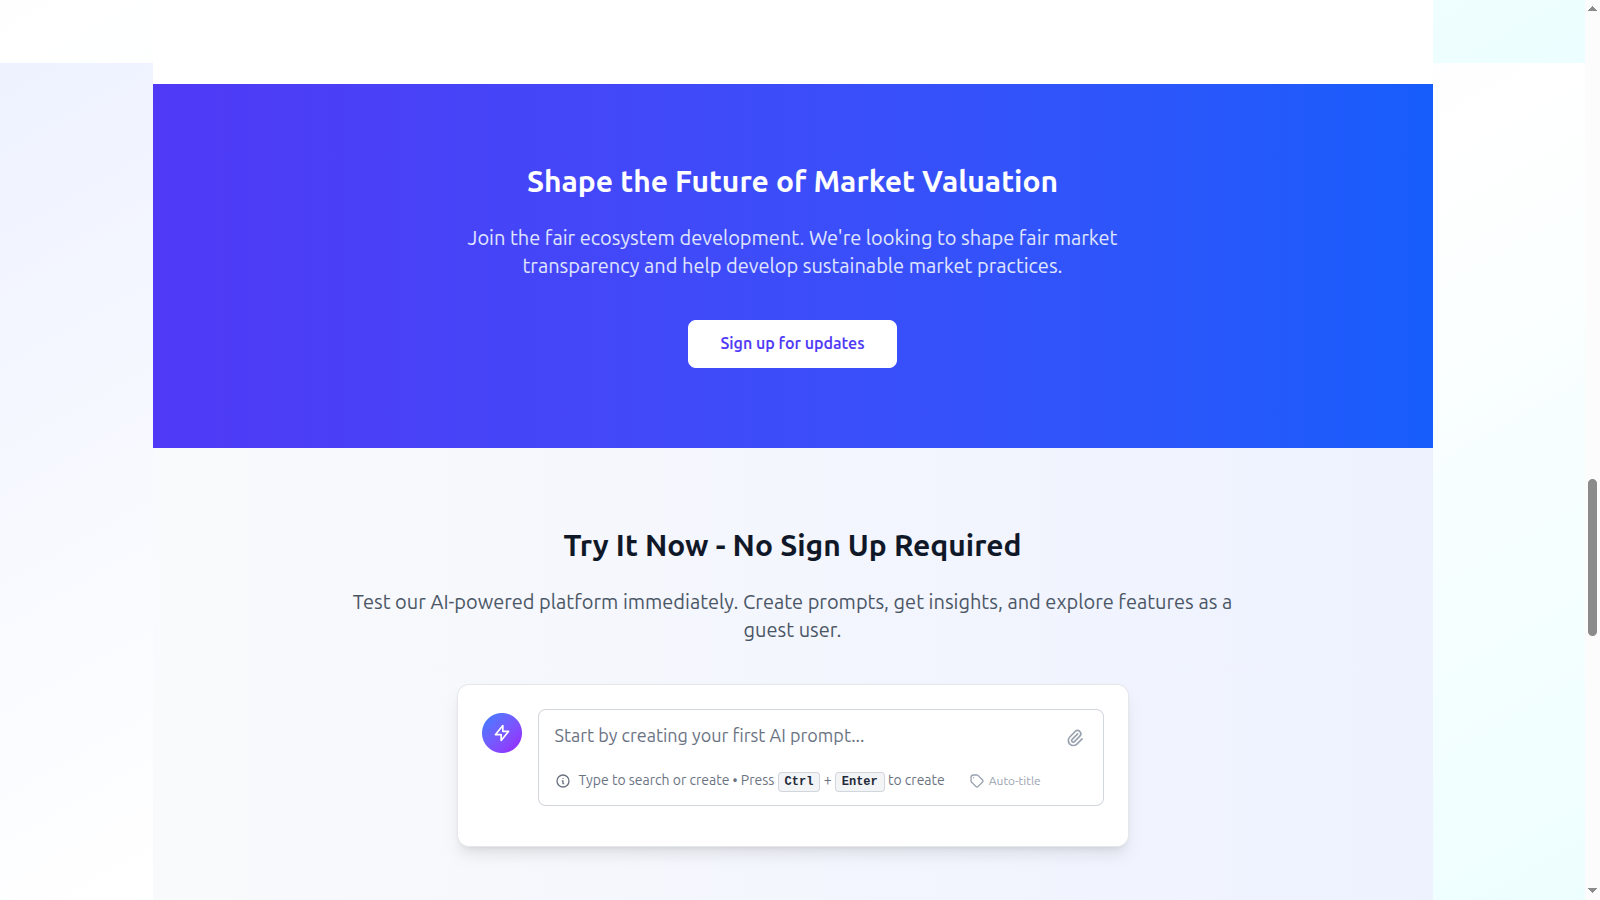 Shape the Future of Market Valuation
Join the fair ecosystem development. We're looking to shape fair market
transparency and help develop sustainable market practices.
Sign up for updates
Try It Now - No Sign Up Required
Test our AI-powered platform immediately. Create prompts, get insights, and explore features as a
guest user.
Start by creating your first AI prompt...
Type to search or create • Press Ctrl + Enter to create Auto-title